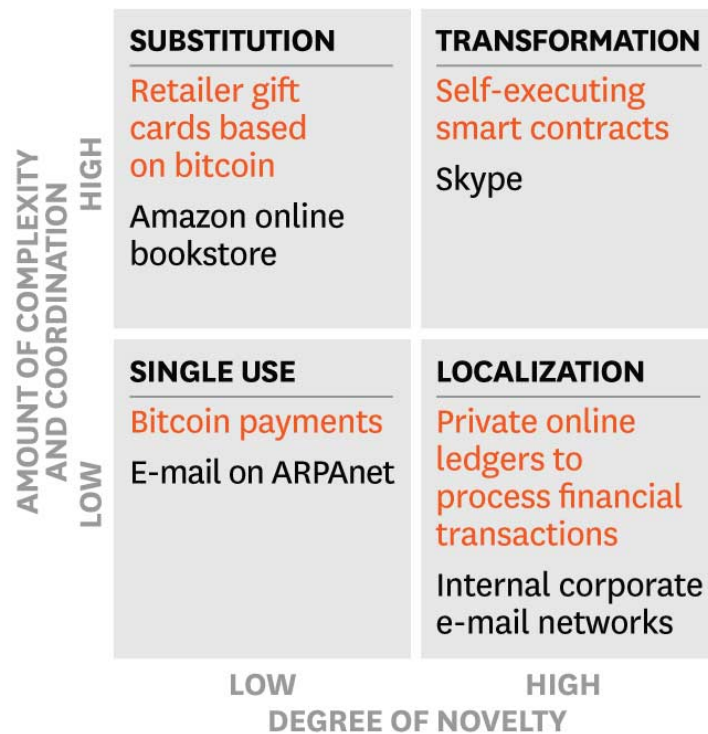 AMOUNT OF COMPLEXITY
AND COORDINATION
HIGH
LOW
SUBSTITUTION
Retailer gift
cards based
on bitcoin
Amazon online
bookstore
TRANSFORMATION
Self-executing
smart contracts
Skype
SINGLE USE
Bitcoin payments
E-mail on ARPAnet
LOCALIZATION
Private online
ledgers to
process financial
transactions
Internal corporate
e-mail networks
LOW
HIGH
DEGREE OF NOVELTY